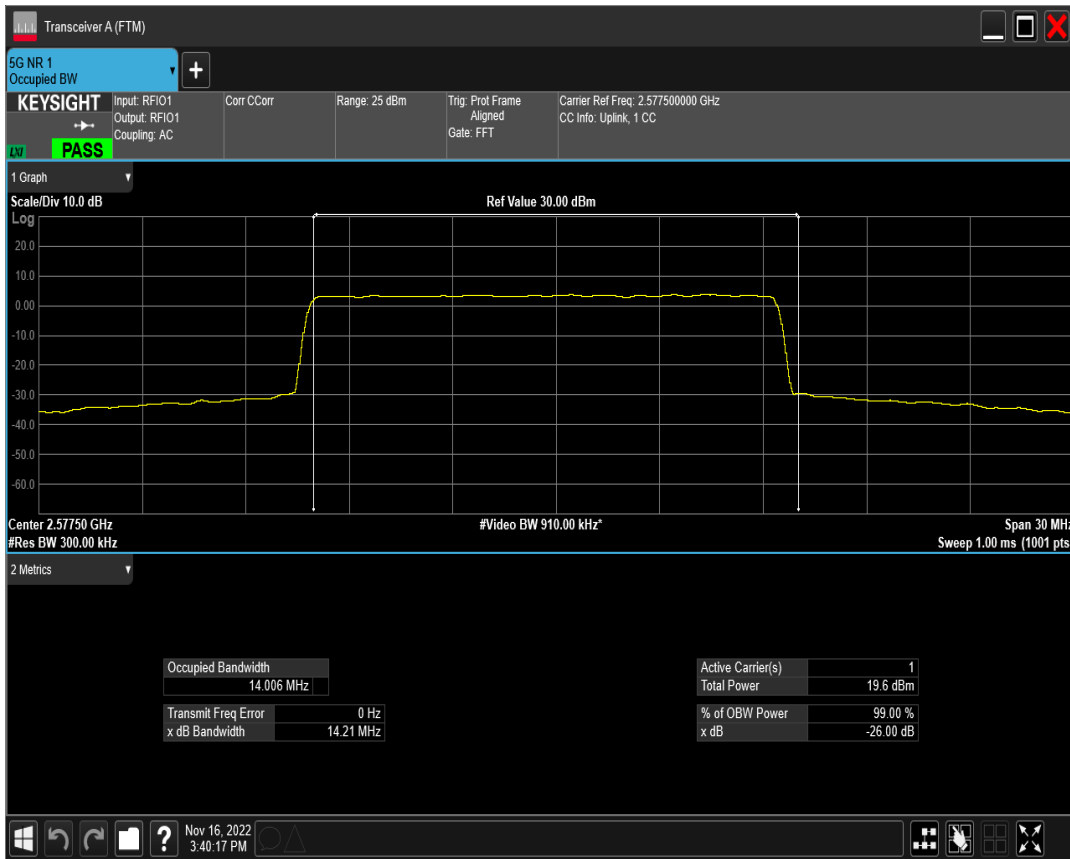 Transceiver A (FTM)
5G NR 1
Occupied BW
+
KEYSIGHT
LXI
PASS
Input: RFIO1
Output: RFIO1
Coupling: AC
Corr CCorr
Range: 25 dBm
Trig: Prot Frame
Aligned
Gate: FFT
Carrier Ref Freq: 2.577500000 GHz
CC Info: Uplink, 1 CC
1 Graph
Scale/Div 10.0 dB
Ref Value 30.00 dBm
Log
20.0
10.0
0.00
-10.0
-20.0
-30.0
-40.0
-50.0
-60.0
Center 2.57750 GHz
#Video BW 910.00 kHz*
Span 30 MHz
#Res BW 300.00 kHz
Sweep 1.00 ms (1001 pts
2 Metrics
Occupied Bandwidth
14.006 MHz
Transmit Freq Error 0 Hz
x dB Bandwidth 14.21 MHz
Active Carrier(s) 1
Total Power 19.6 dBm
% of OBW Power 99.00 %
x dB -26.00 dB
?
Nov 16, 2022
3:40:17 PM